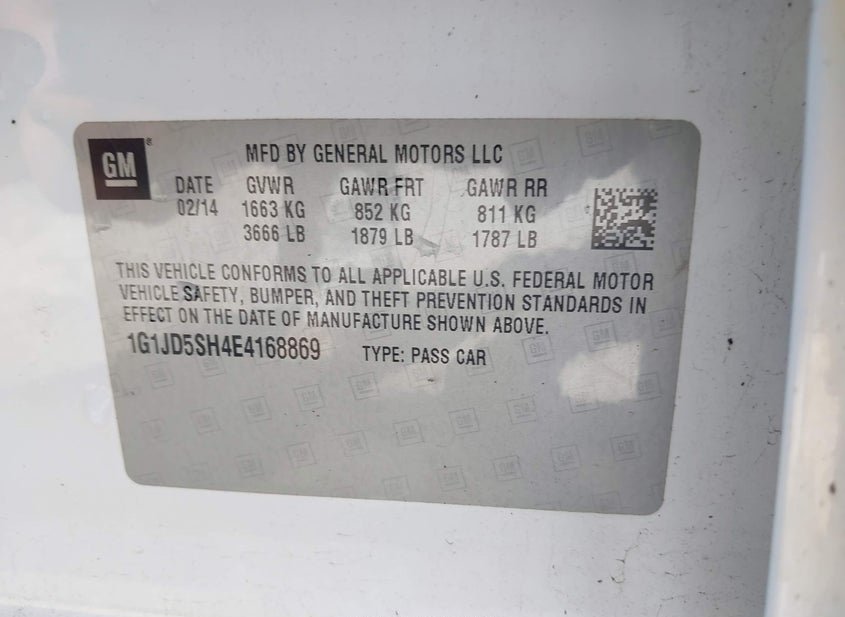 GM
MFD BY GENERAL MOTORS LLC
DATE GVWR GAWR FRT GAWR RR
02/14 1663 KG 852 KG 811 KG
3666 LB 1879 LB 1787 LB
THIS VEHICLE CONFORMS TO ALL APPLICABLE U.S. FEDERAL MOTOR
VEHICLE SAFETY, BUMPER, AND THEFT PREVENTION STANDARDS IN
EFFECT ON THE DATE OF MANUFACTURE SHOWN ABOVE.
1G1JD5SH4E4168869 TYPE: PASS CAR